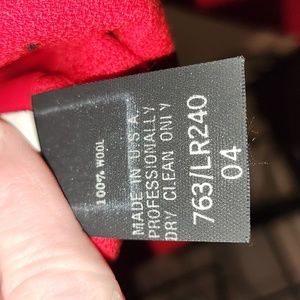 100% WOOL
MADE IN U.S.A.
PROFESSIONALLY
DRY CLEAN ONLY
763/LR240
04